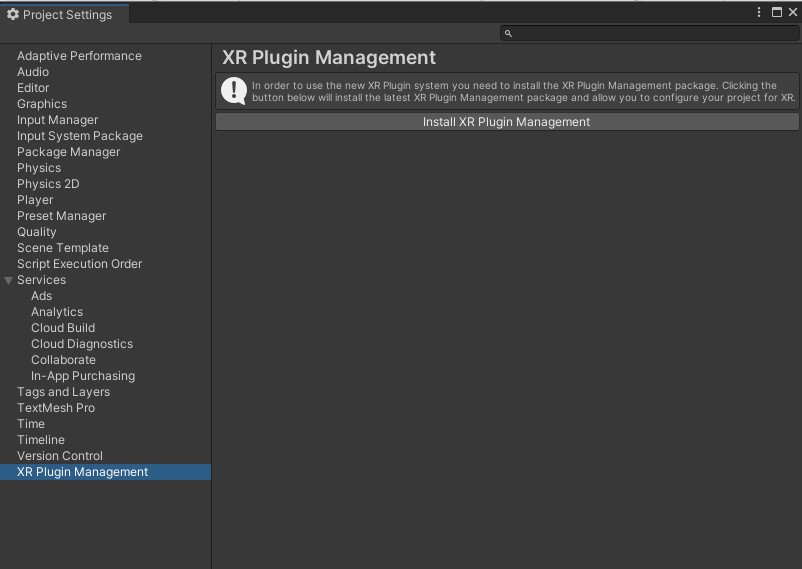 Project Settings
Adaptive Performance
Audio
Editor
Graphics
Input Manager
Input System Package
Package Manager
Physics
Physics 2D
Player
Preset Manager
Quality
Scene Template
Script Execution Order
Services
Ads
Analytics
Cloud Build
Cloud Diagnostics
Collaborate
In-App Purchasing
Tags and Layers
TextMesh Pro
Time
Timeline
Version Control
XR Plugin Management
XR Plugin Management
In order to use the new XR Plugin system you need to install the XR Plugin Management package. Clicking the
button below will install the latest XR Plugin Management package and allow you to configure your project for XR.
Install XR Plugin Management